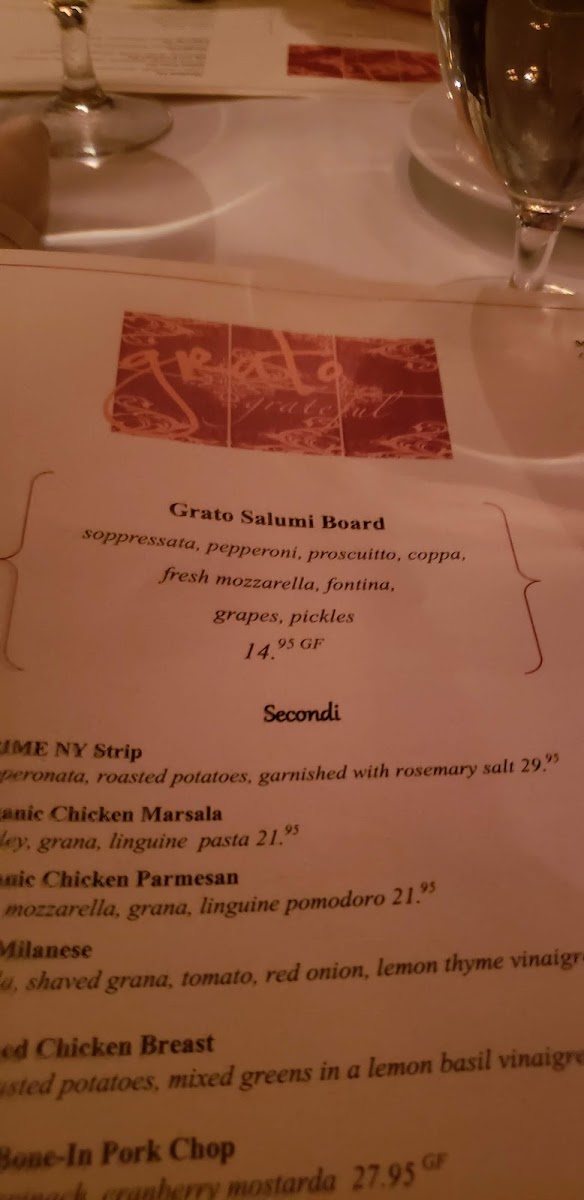 grato
grateful
Grato Salumi Board
soppressata, pepperoni, proscuitto, coppa,
fresh mozzarella, fontina,
grapes, pickles
14.95 GF
Secondi
NY Strip
roasted potatoes, garnished with rosemary salt 29.95
Chicken Marsala
grana, linguine pasta 21.95
Chicken Parmesan
mozzarella, grana, linguine pomodoro 21.95
Milanese
shaved grana, tomato, red onion, lemon thyme
Chicken Breast
potatoes, mixed greens in a lemon basil
Bone-In Pork Chop
cranberry mostarda 27.95 GF